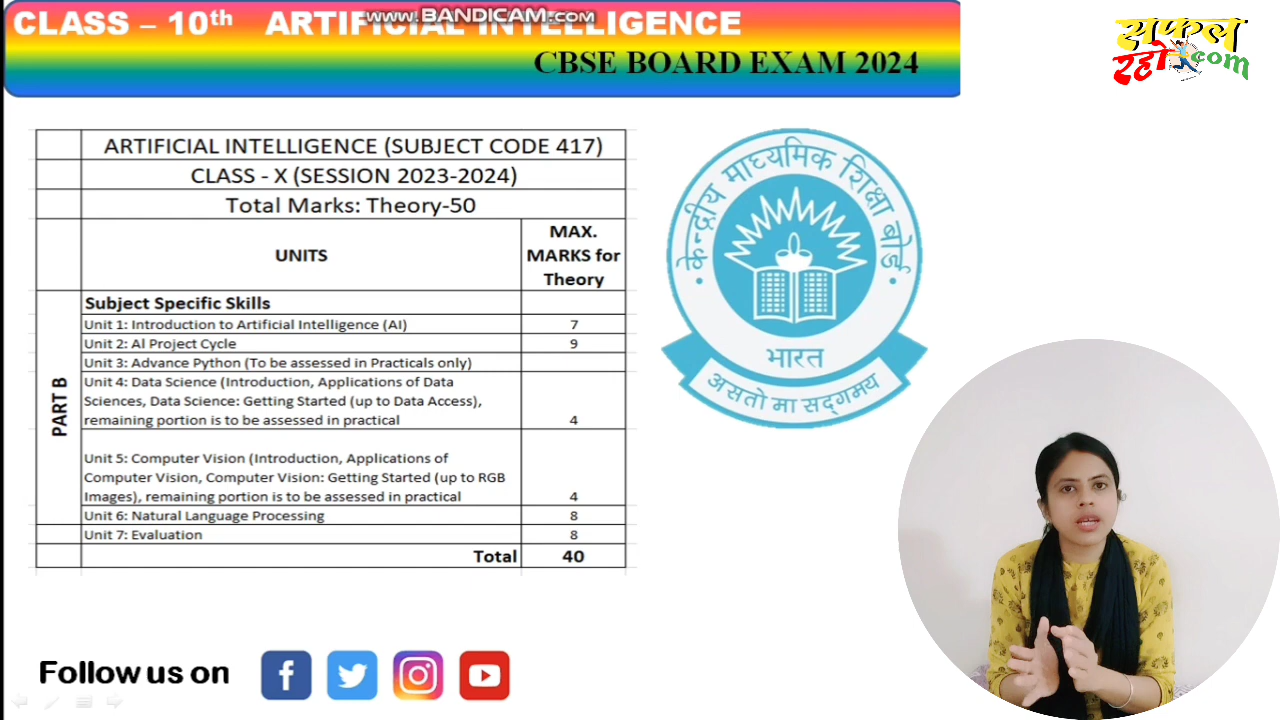 CLASS – 10th ARTIFICIAL INTELLIGENCE
www.BANDICAM.com
CBSE BOARD EXAM 2024
सफल
रहो.com
ARTIFICIAL INTELLIGENCE (SUBJECT CODE 417)
CLASS - X (SESSION 2023-2024)
Total Marks: Theory-50
UNITS
MAX.
MARKS for
Theory
PART B
Subject Specific Skills
Unit 1: Introduction to Artificial Intelligence (AI) 7
Unit 2: AI Project Cycle 9
Unit 3: Advance Python (To be assessed in Practicals only)
Unit 4: Data Science (Introduction, Applications of Data
Sciences, Data Science: Getting Started (up to Data Access),
remaining portion is to be assessed in practical 4
Unit 5: Computer Vision (Introduction, Applications of
Computer Vision, Computer Vision: Getting Started (up to RGB
Images), remaining portion is to be assessed in practical 4
Unit 6: Natural Language Processing 8
Unit 7: Evaluation 8
Total 40
केन्द्रीय माध्यमिक शिक्षा बोर्ड
भारत
असतो मा सद्गमय
Follow us on